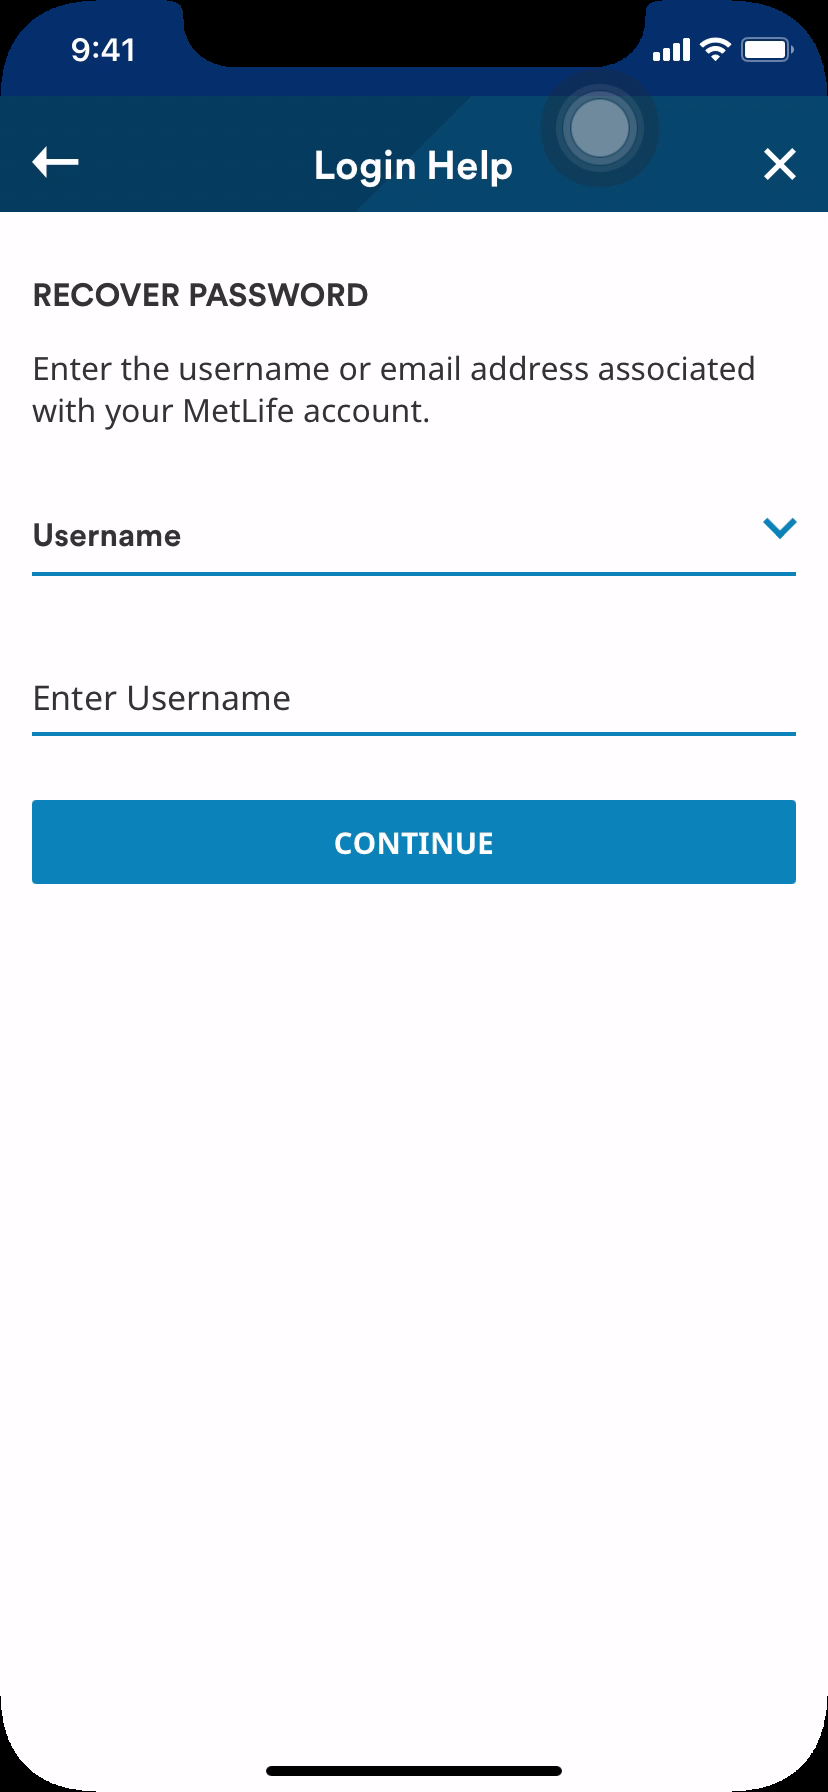 9:41
Login Help
RECOVER PASSWORD
Enter the username or email address associated
with your MetLife account.
Username
Enter Username
CONTINUE